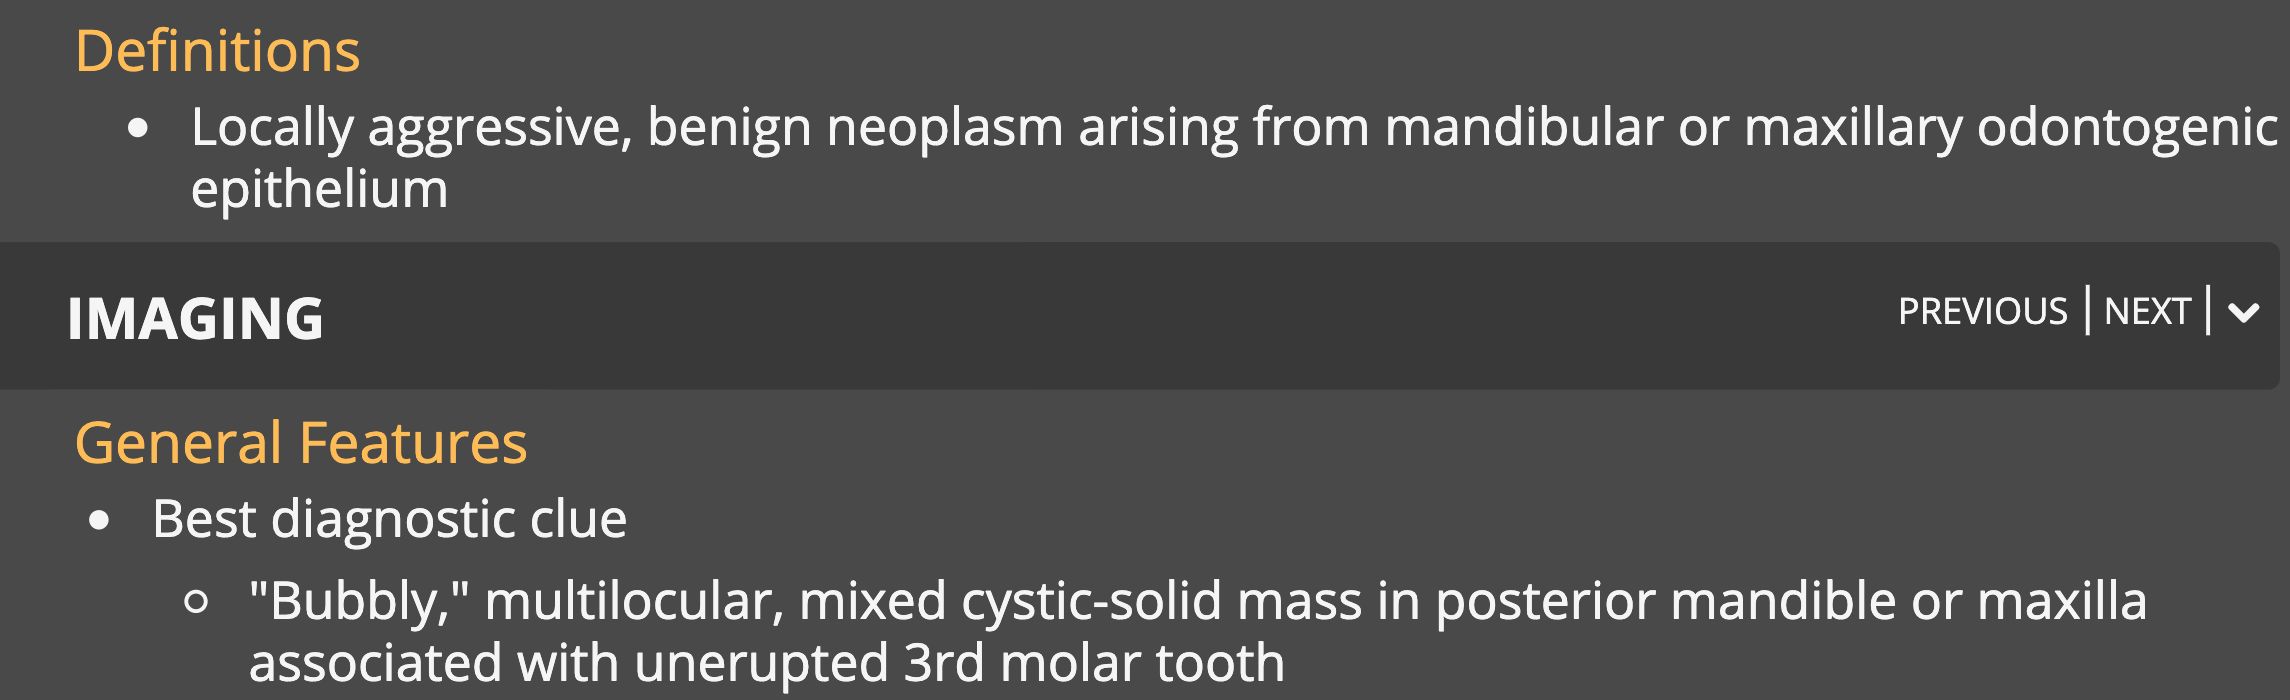 Definitions
• Locally aggressive, benign neoplasm arising from mandibular or maxillary odontogenic
epithelium
IMAGING
PREVIOUS | NEXT |
General Features
• Best diagnostic clue
○ "Bubbly," multilocular, mixed cystic-solid mass in posterior mandible or maxilla
associated with unerupted 3rd molar tooth